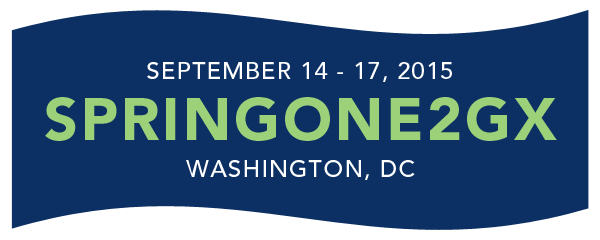 SEPTEMBER 14 - 17, 2015
SPRINGONE2GX
WASHINGTON, DC